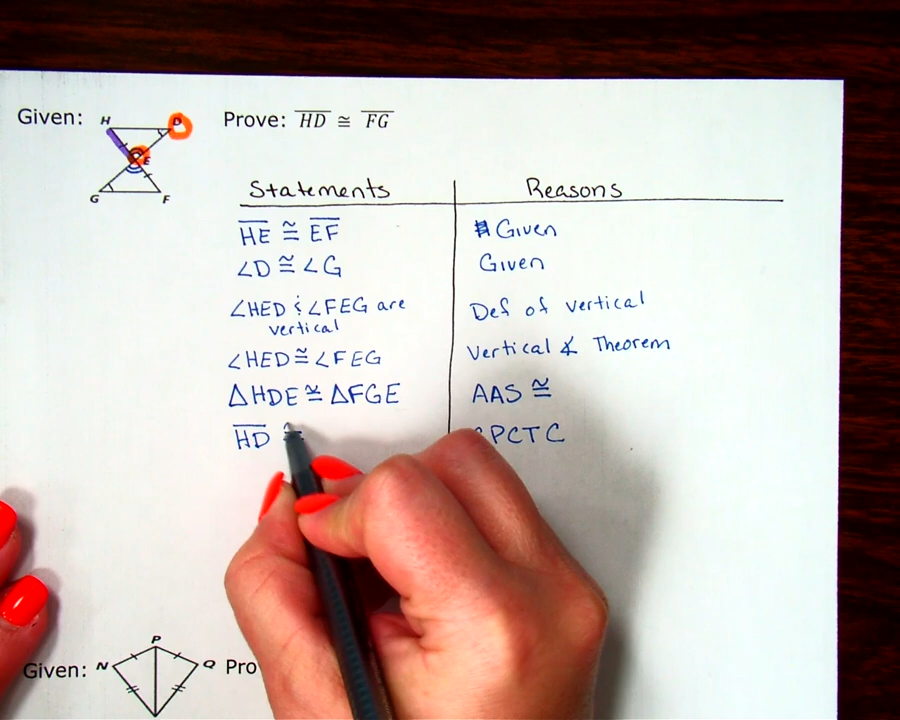 Given: Prove: HD ≅ FG
H D
E
G F
Statements Reasons
HE ≅ EF Given
∠D ≅ ∠G Given
∠HED & ∠FEG are Def of vertical
vertical
∠HED ≅ ∠FEG Vertical ∡ Theorem
△HDE ≅ △FGE AAS ≅
HD ≅ CPCTC
P
Given: N Q Pro